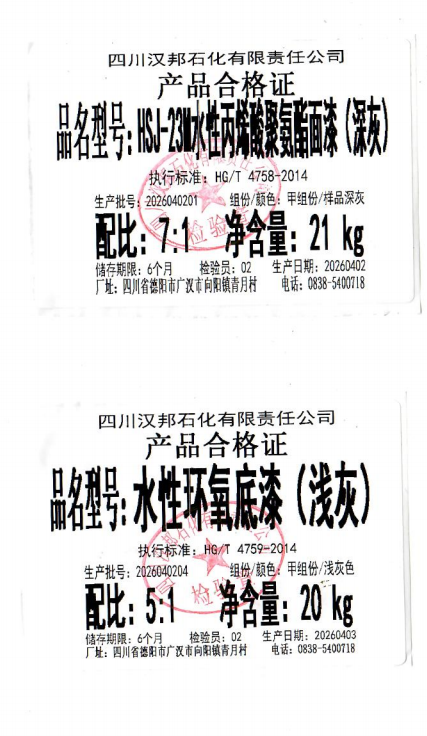 四川汉邦石化有限责任公司
产品合格证
品名型号：HSJ-23M水性丙烯酸聚氨酯面漆（深灰）
执行标准：HG/T 4758-2014
生产批号：2026040201 组份/颜色：甲组份/样品深灰
配比：7:1 净含量：21 kg
储存期限：6个月 检验员：02 生产日期：20260402
厂址：四川省德阳市广汉市向阳镇青月村 电话：0838-5400718
检验章
四川汉邦石化有限责任公司
产品合格证
品名型号：水性环氧底漆（浅灰）
执行标准：HG/T 4759-2014
生产批号：2026040204 组份/颜色：甲组份/浅灰色
配比：5.1 净含量：20 kg
储存期限：6个月 检验员：02 生产日期：20260403
厂址：四川省德阳市广汉市向阳镇青月村 电话：0838-5400718
检验章